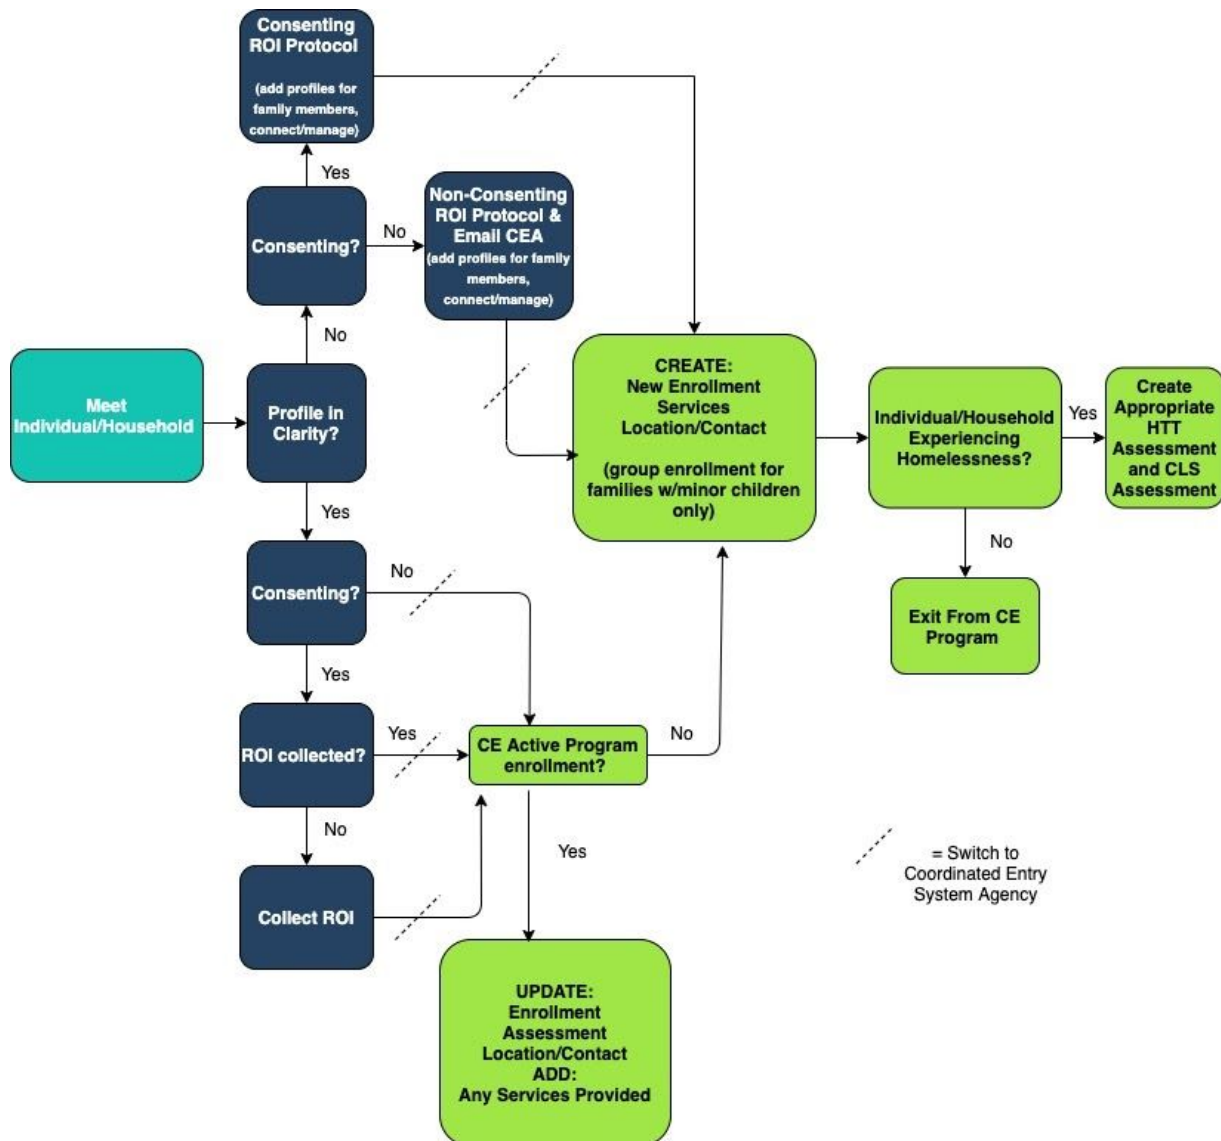 Consenting
ROI Protocol
(add profiles for
family members,
connect/manage)
Yes
Consenting?
No
Non-Consenting
ROI Protocol &
Email CEA
(add profiles for family
members,
connect/manage)
No
Meet
Individual/Household
Profile in
Clarity?
CREATE:
New Enrollment
Services
Location/Contact
(group enrollment for
families w/minor children
only)
Individual/Household
Experiencing
Homelessness?
Yes
Create
Appropriate
HTT
Assessment
and CLS
Assessment
Yes
No
Exit From CE
Program
Consenting?
No
Yes
ROI collected?
Yes
CE Active Program
enrollment?
No
No
Yes
Collect ROI
= Switch to
Coordinated Entry
System Agency
UPDATE:
Enrollment
Assessment
Location/Contact
ADD:
Any Services Provided